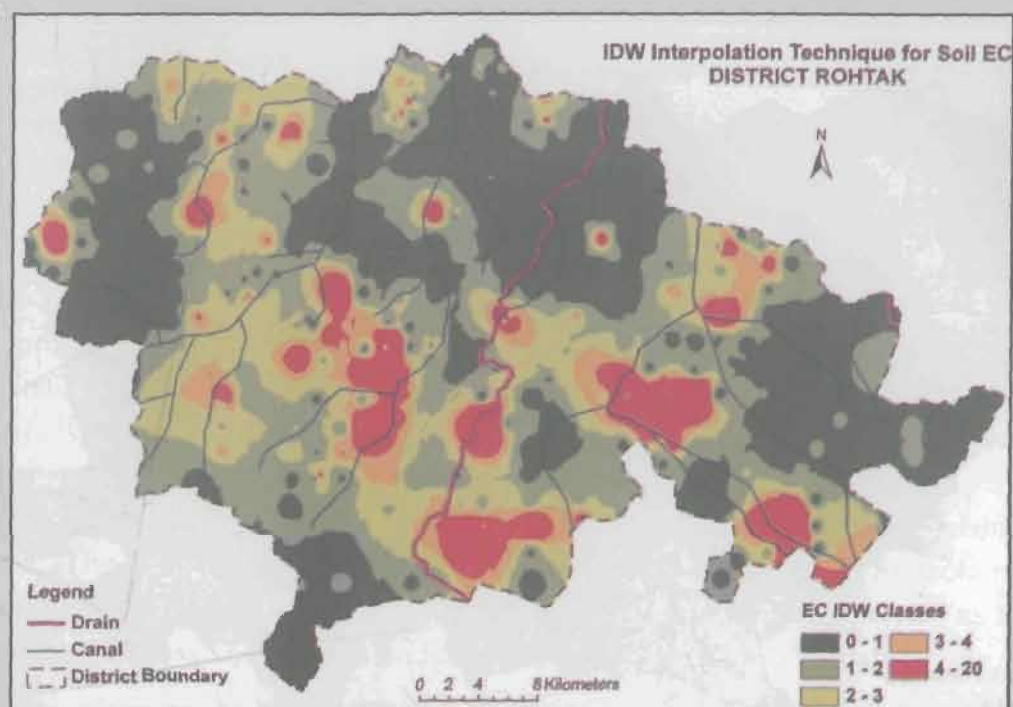 IDW Interpolation Technique for Soil EC
DISTRICT ROHTAK
N
Legend
Drain
Canal
District Boundary
0 2 4 8 Kilometers
EC IDW Classes
0 - 1
1 - 2
2 - 3
3 - 4
4 - 20